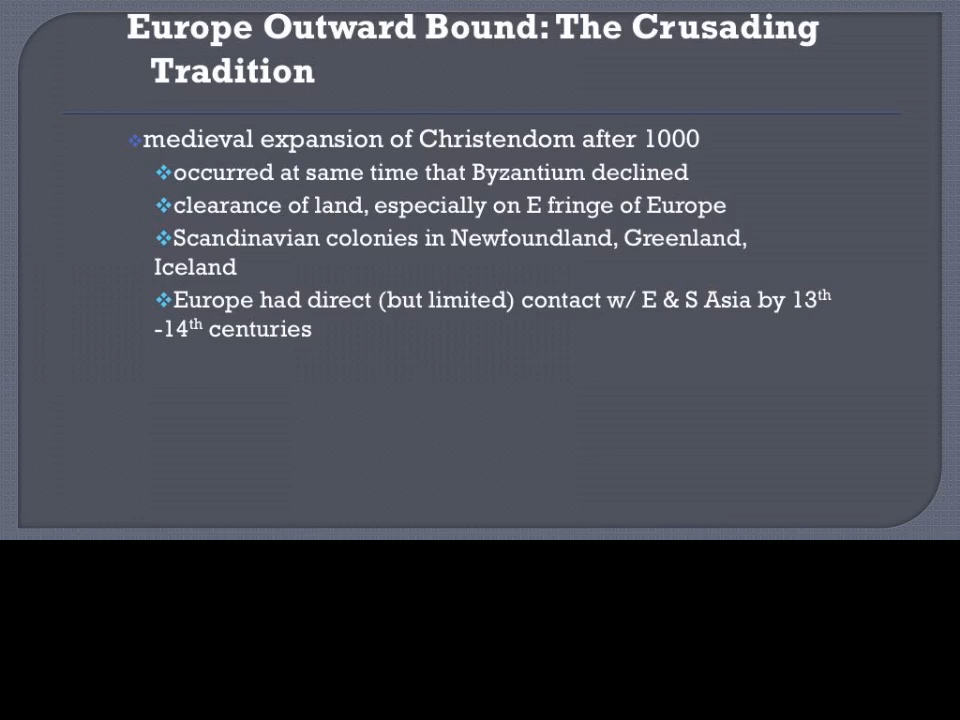 Europe Outward Bound: The Crusading
Tradition
❖medieval expansion of Christendom after 1000
❖occurred at same time that Byzantium declined
❖clearance of land, especially on E fringe of Europe
❖Scandinavian colonies in Newfoundland, Greenland,
Iceland
❖Europe had direct (but limited) contact w/ E & S Asia by 13th
-14th centuries